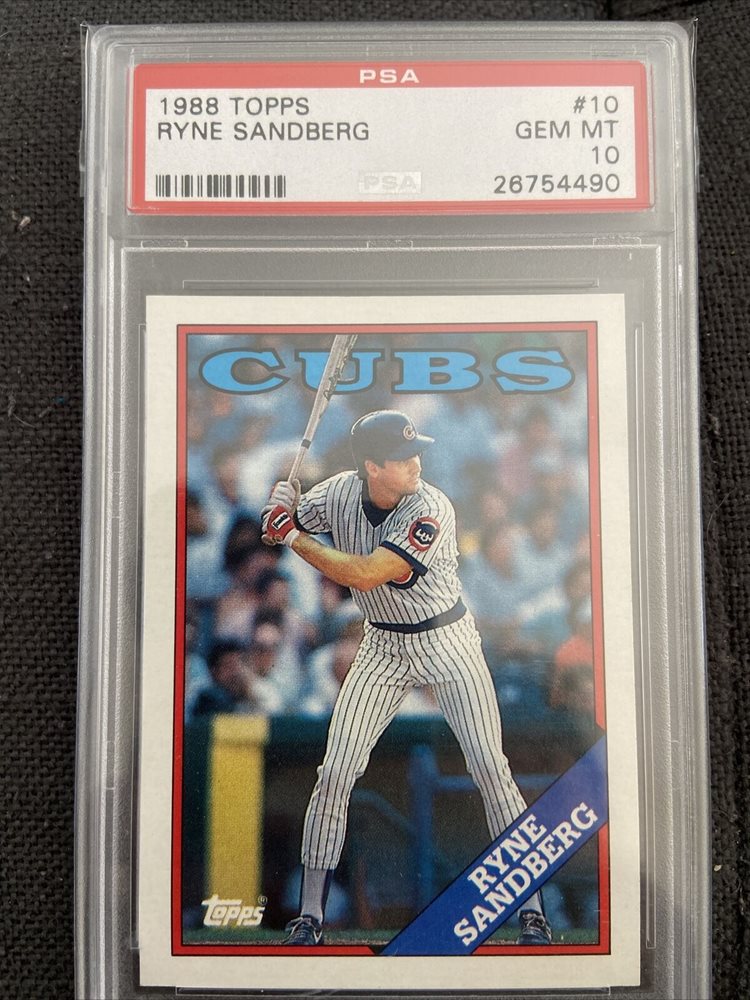 PSA
1988 TOPPS #10
RYNE SANDBERG GEM MT
10
PSA 26754490
CUBS
C
RYNE
SANDBERG
Topps